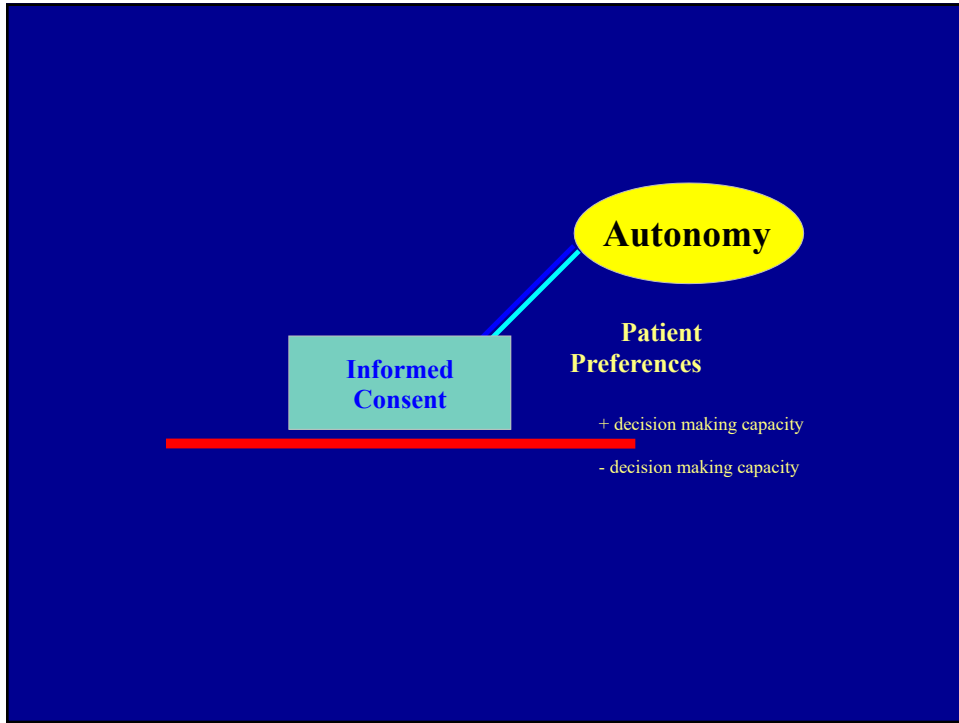 Autonomy
Patient
Preferences
Informed
Consent
+ decision making capacity
- decision making capacity